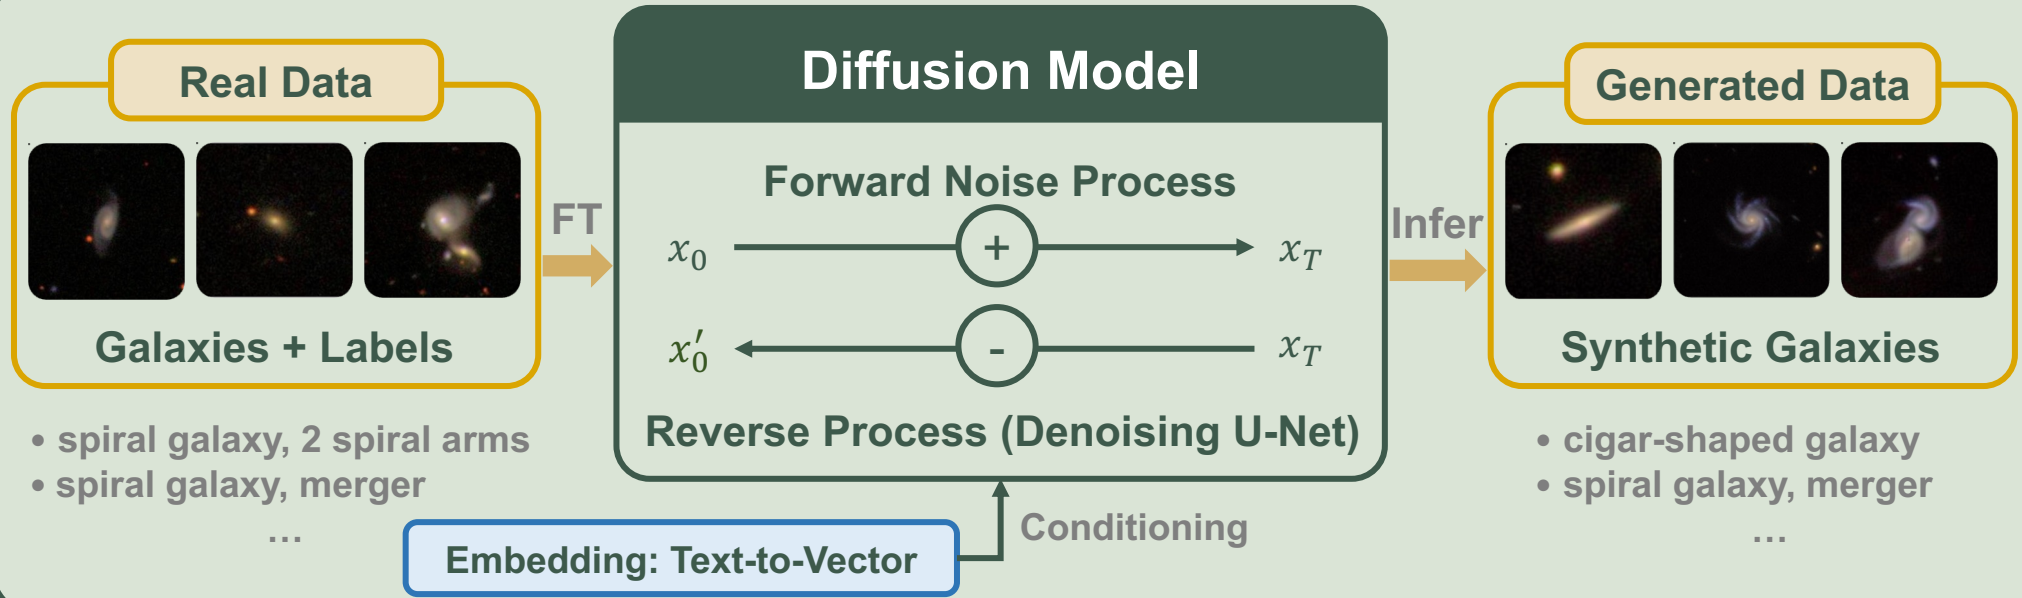 Real Data
Galaxies + Labels
• spiral galaxy, 2 spiral arms
• spiral galaxy, merger
...
FT
Diffusion Model
Forward Noise Process
x₀ + x_T
x₀′ - x_T
Reverse Process (Denoising U-Net)
Embedding: Text-to-Vector
Conditioning
Infer
Generated Data
Synthetic Galaxies
• cigar-shaped galaxy
• spiral galaxy, merger
...